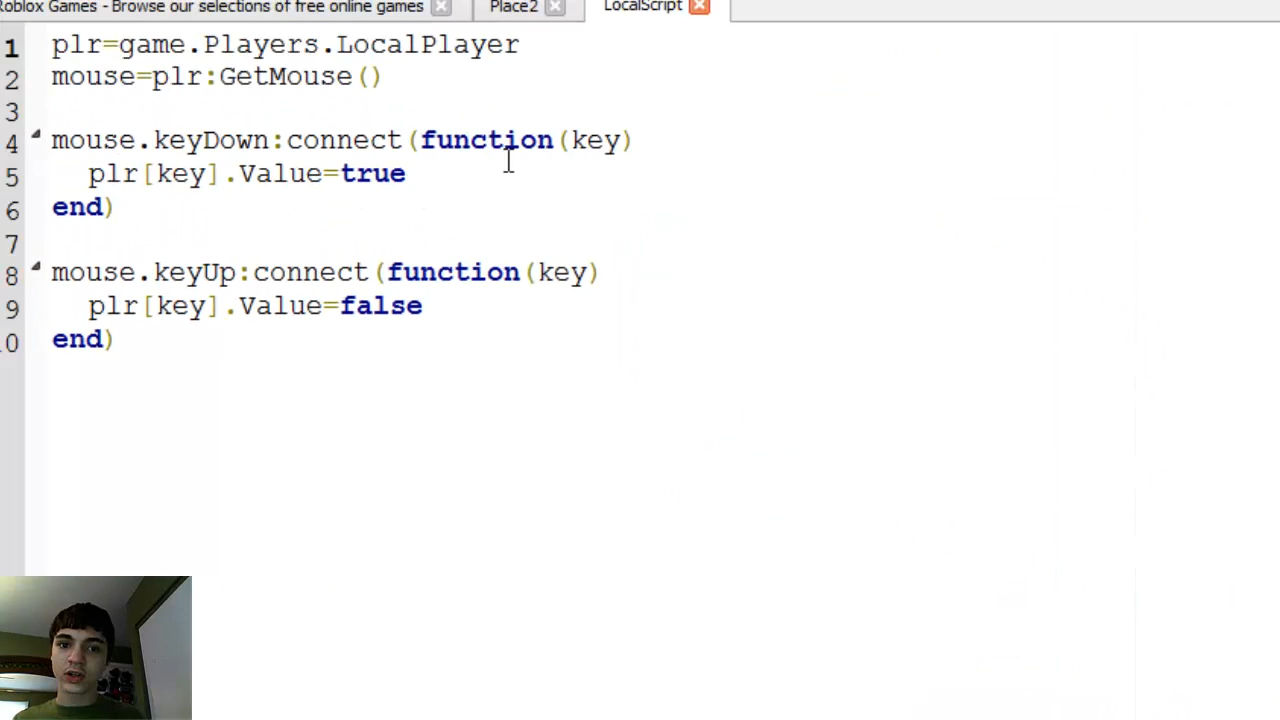 Roblox Games - Browse our selections of free online games
Place2
LocalScript
1 plr=game.Players.LocalPlayer
2 mouse=plr:GetMouse()
3
4 mouse.keyDown:connect(function(key)
5 plr[key].Value=true
6 end)
7
8 mouse.keyUp:connect(function(key)
9 plr[key].Value=false
0 end)